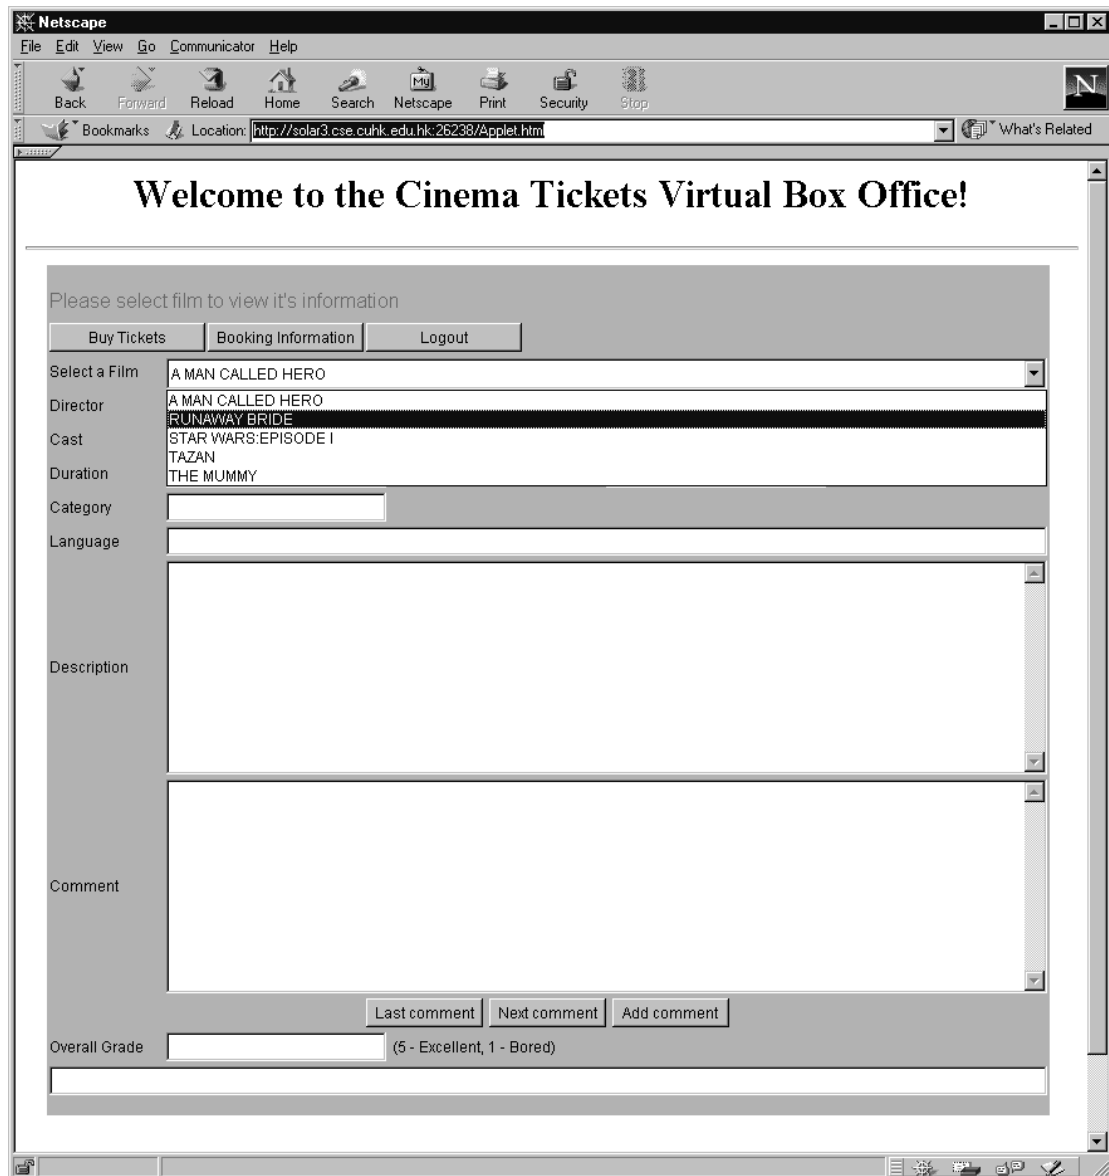 Netscape
File Edit View Go Communicator Help
My
N
Back Forward Reload Home Search Netscape Print Security Stop
Bookmarks Location: http://solar3.cse.cuhk.edu.hk:26238/Applet.html What's Related
Welcome to the Cinema Tickets Virtual Box Office!
Please select film to view it's information
Buy Tickets Booking Information Logout
Select a Film A MAN CALLED HERO
Director A MAN CALLED HERO
RUNAWAY BRIDE
Cast STAR WARS:EPISODE I
TAZAN
Duration THE MUMMY
Category
Language
Description
Comment
Last comment Next comment Add comment
Overall Grade (5 - Excellent, 1 - Bored)